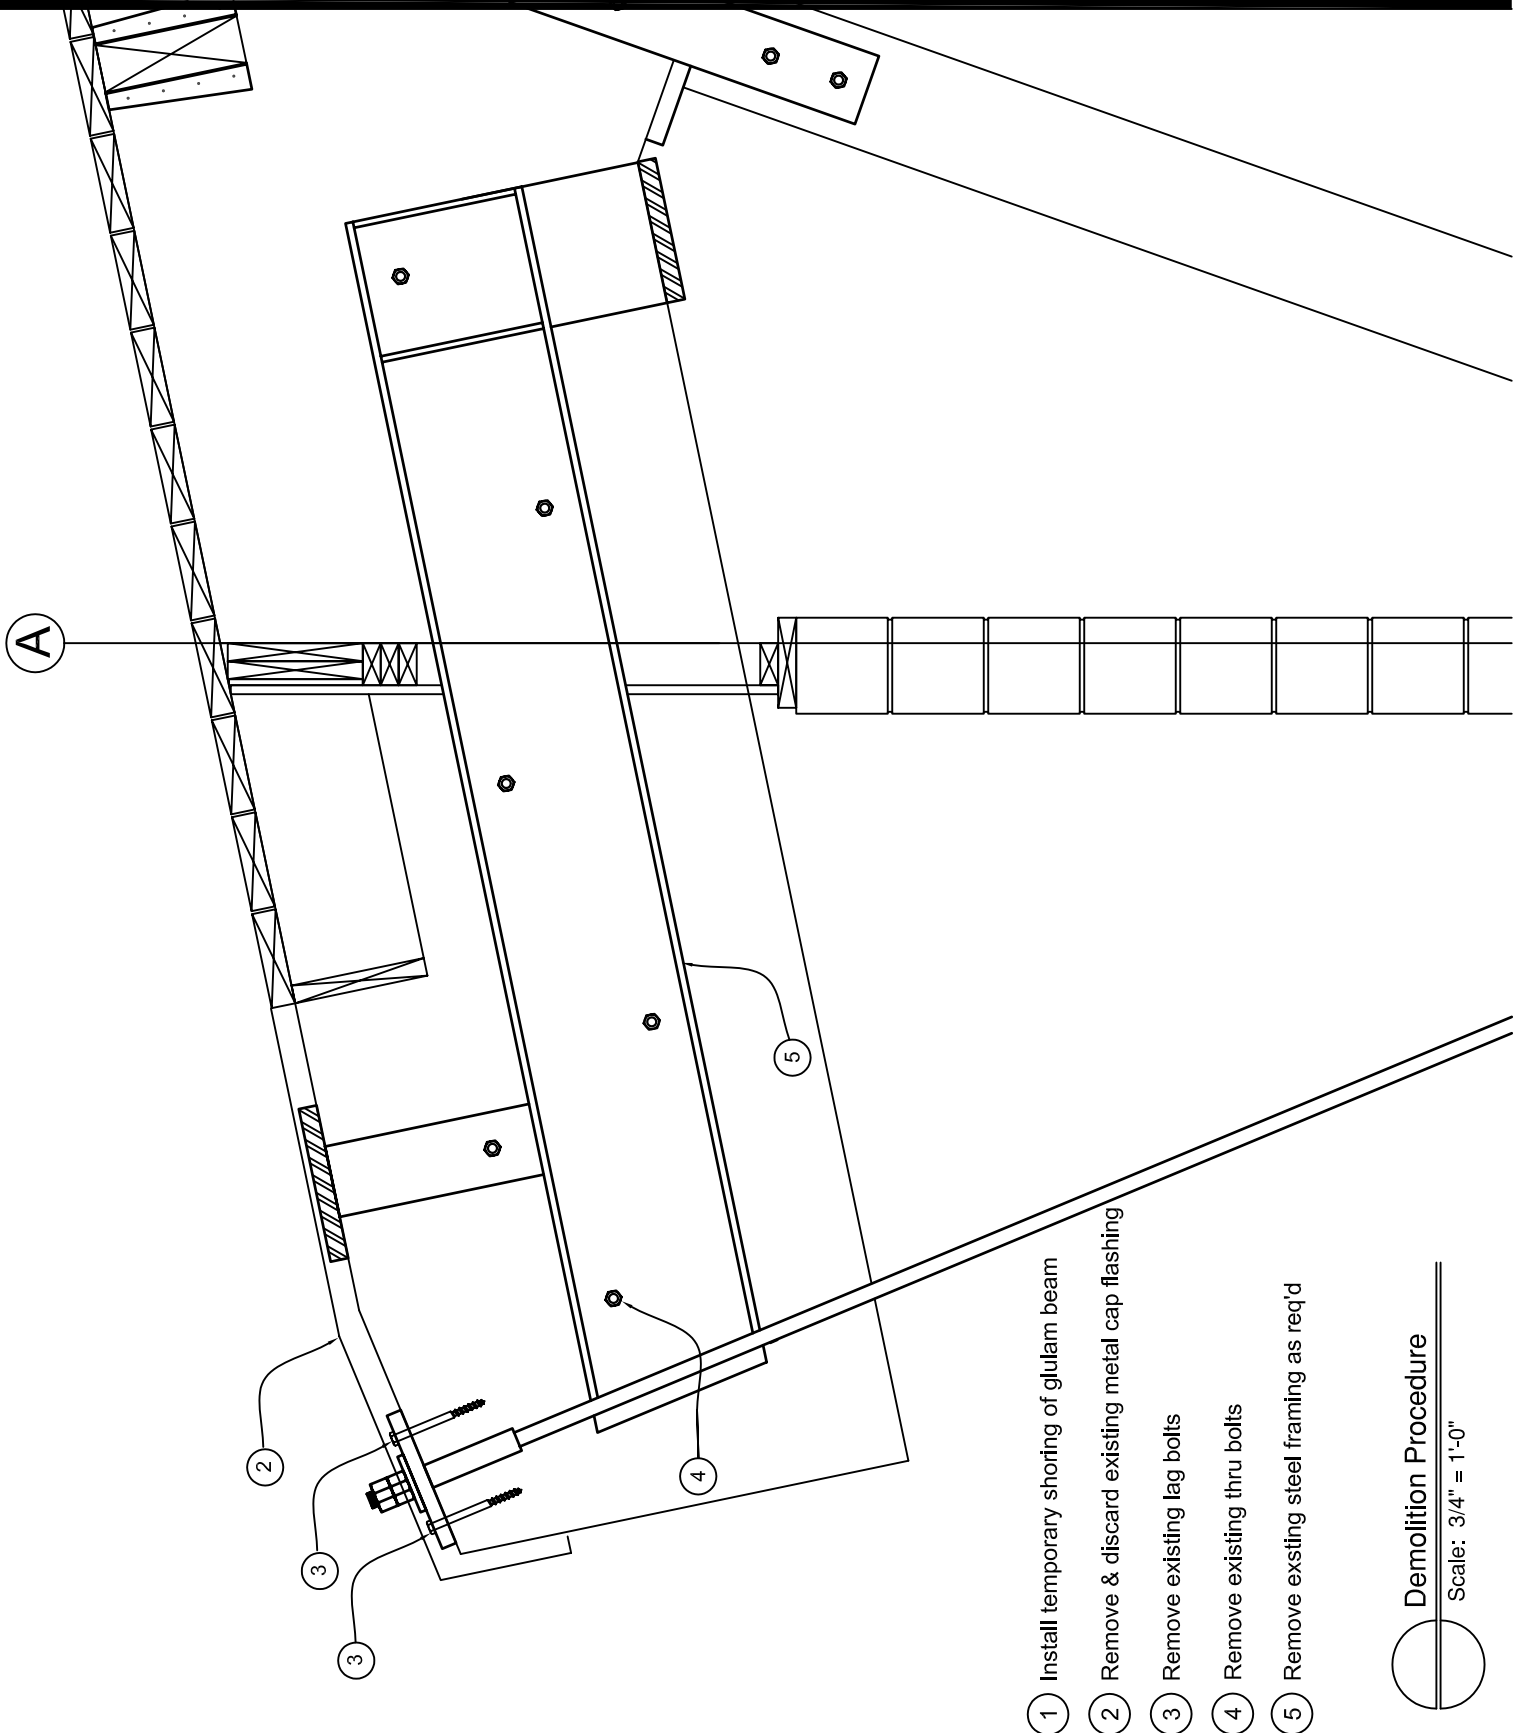 A
2
3
3
4
5
1 Install temporary shoring of glulam beam
2 Remove & discard existing metal cap flashing
3 Remove existing lag bolts
4 Remove existing thru bolts
5 Remove exsting steel framing as req'd
Demolition Procedure
Scale: 3/4" = 1'-0"